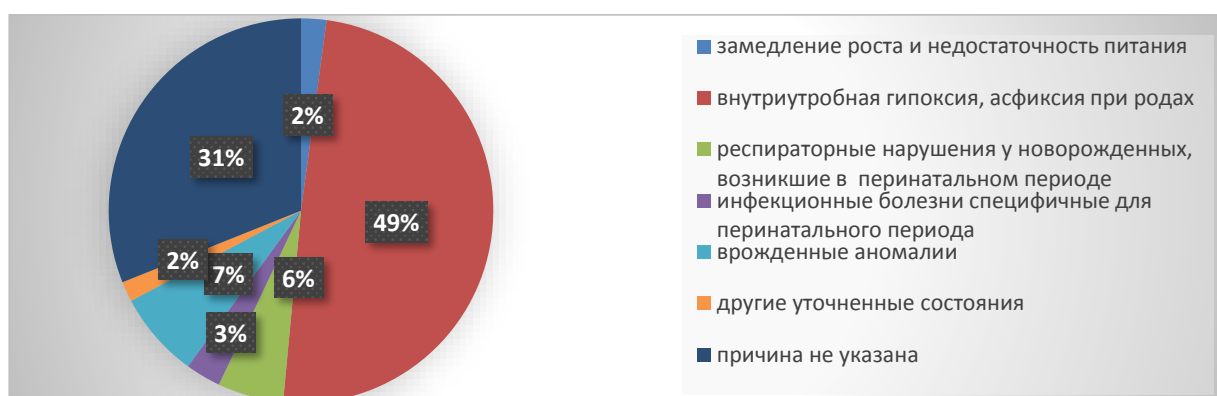 2%
31%
49%
2%
7%
6%
3%
замедление роста и недостаточность питания
внутриутробная гипоксия, асфиксия при родах
респираторные нарушения у новорожденных,
возникшие в перинатальном периоде
инфекционные болезни специфичные для
перинатального периода
врожденные аномалии
другие уточненные состояния
причина не указана